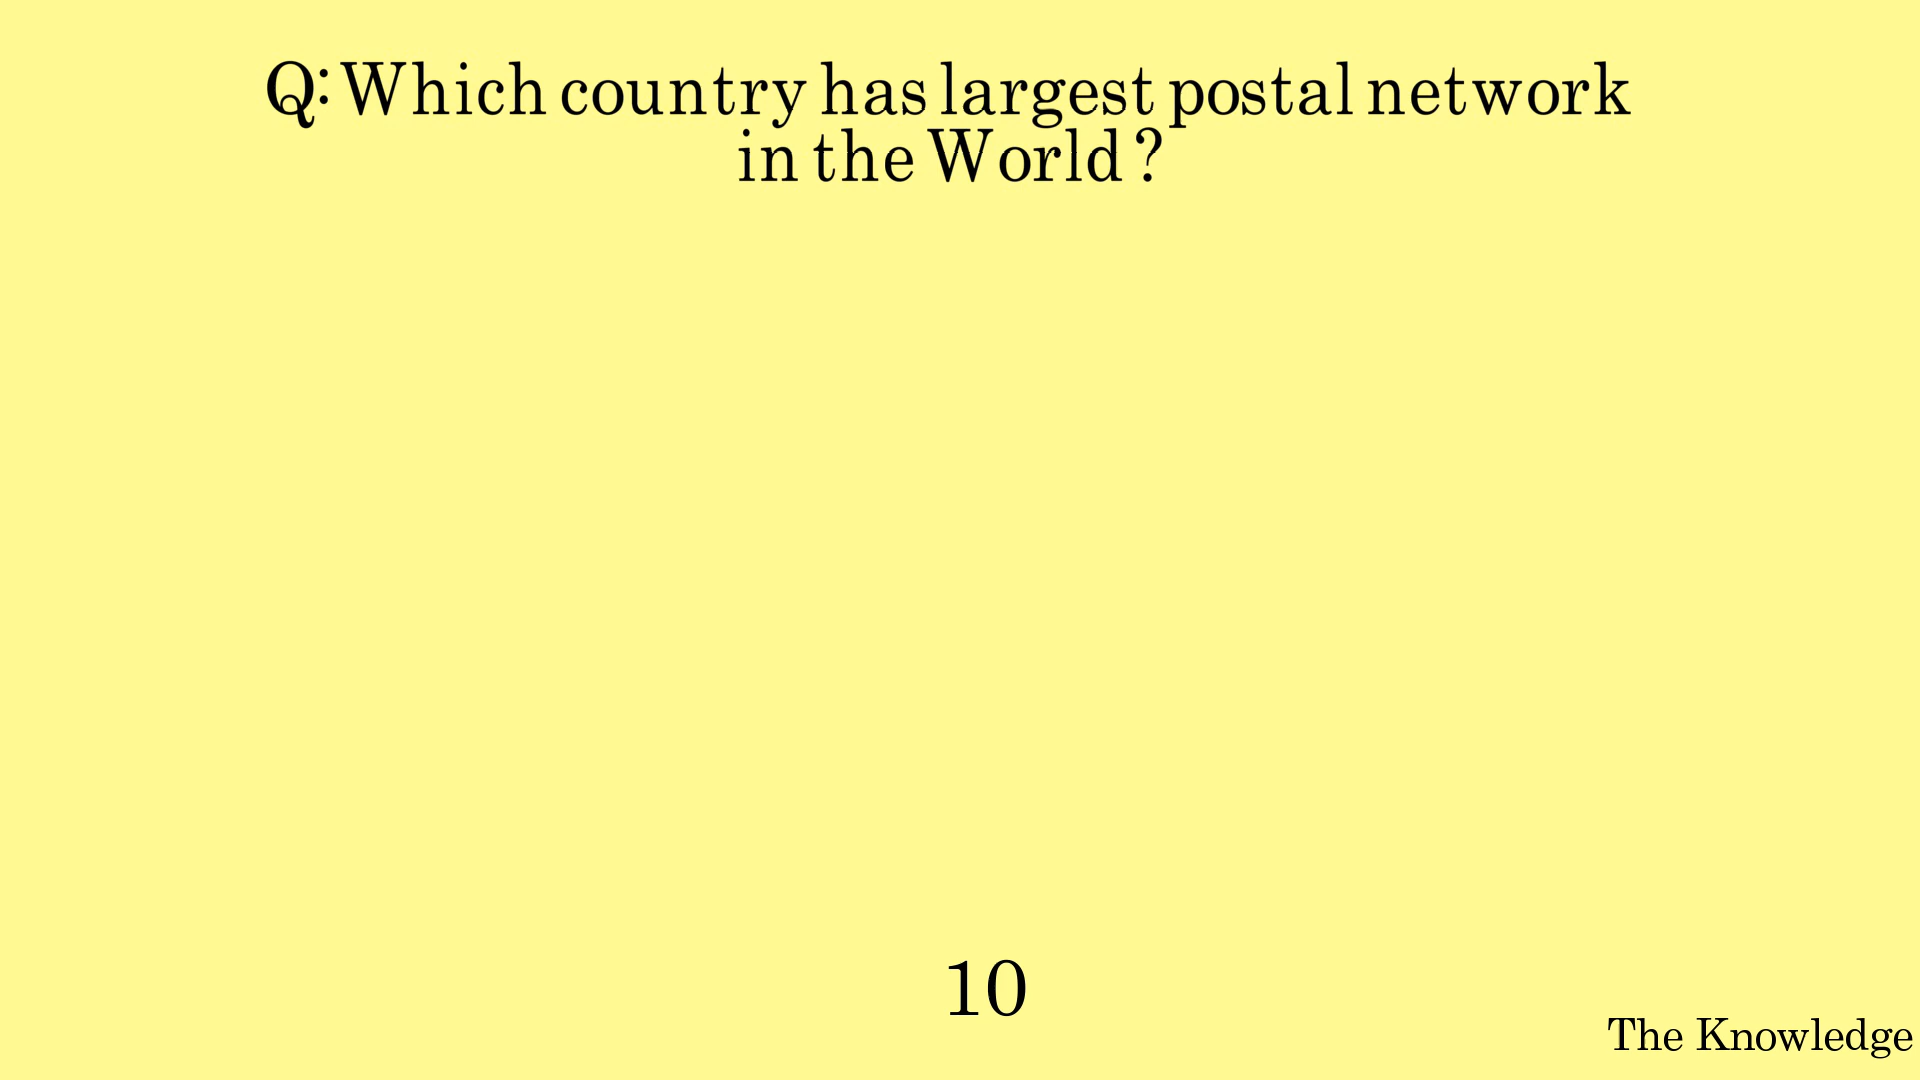 Q: Which country has largest postal network
in the World ?
10
The Knowledge